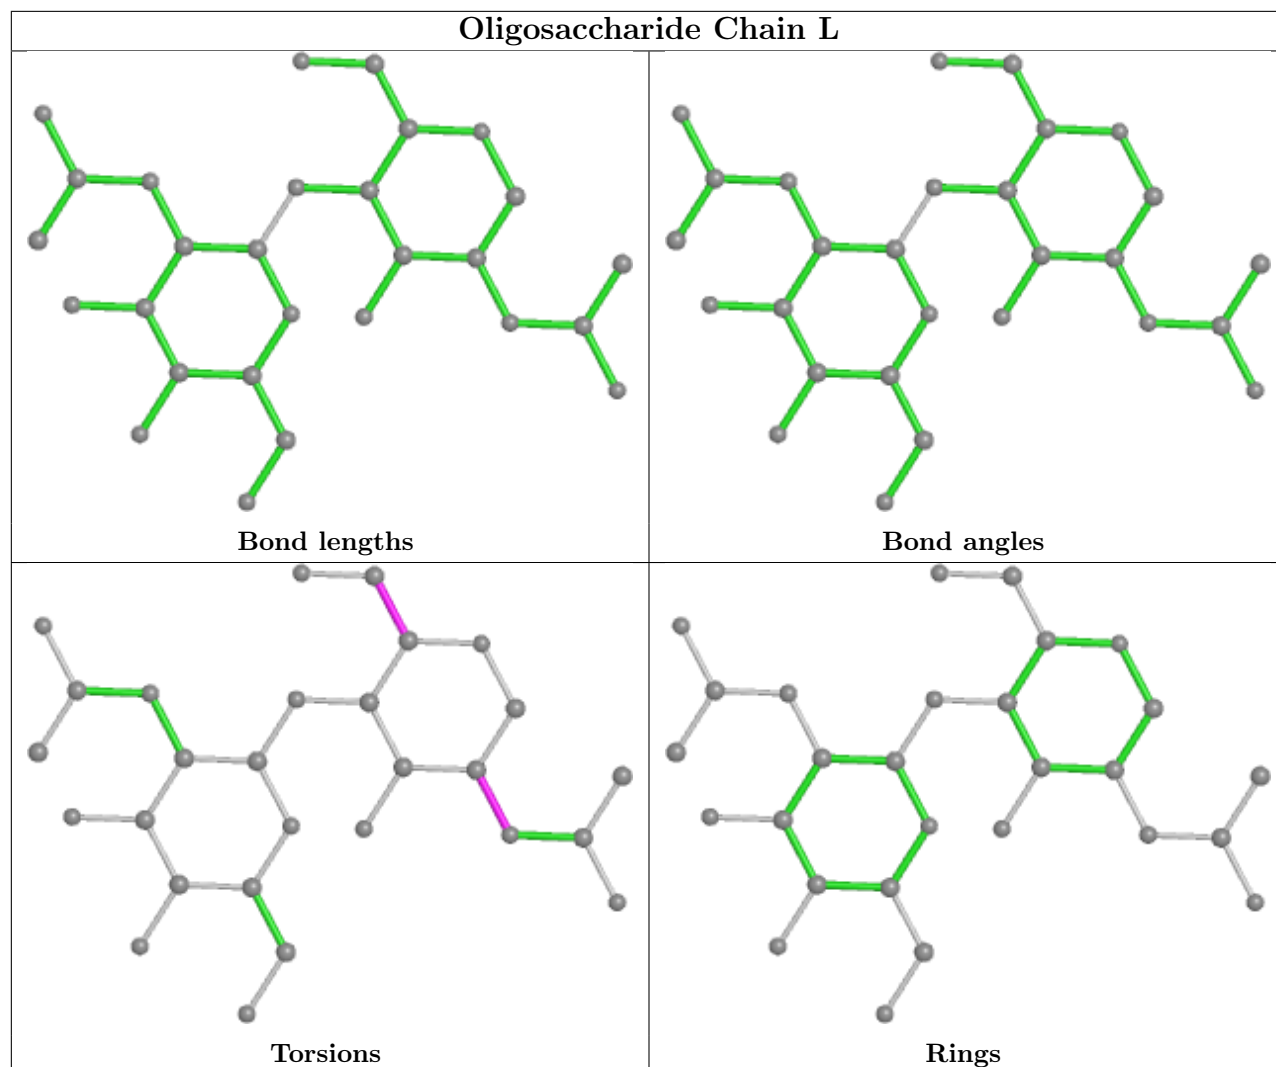 Oligosaccharide Chain L
Bond lengths
Bond angles
Torsions
Rings